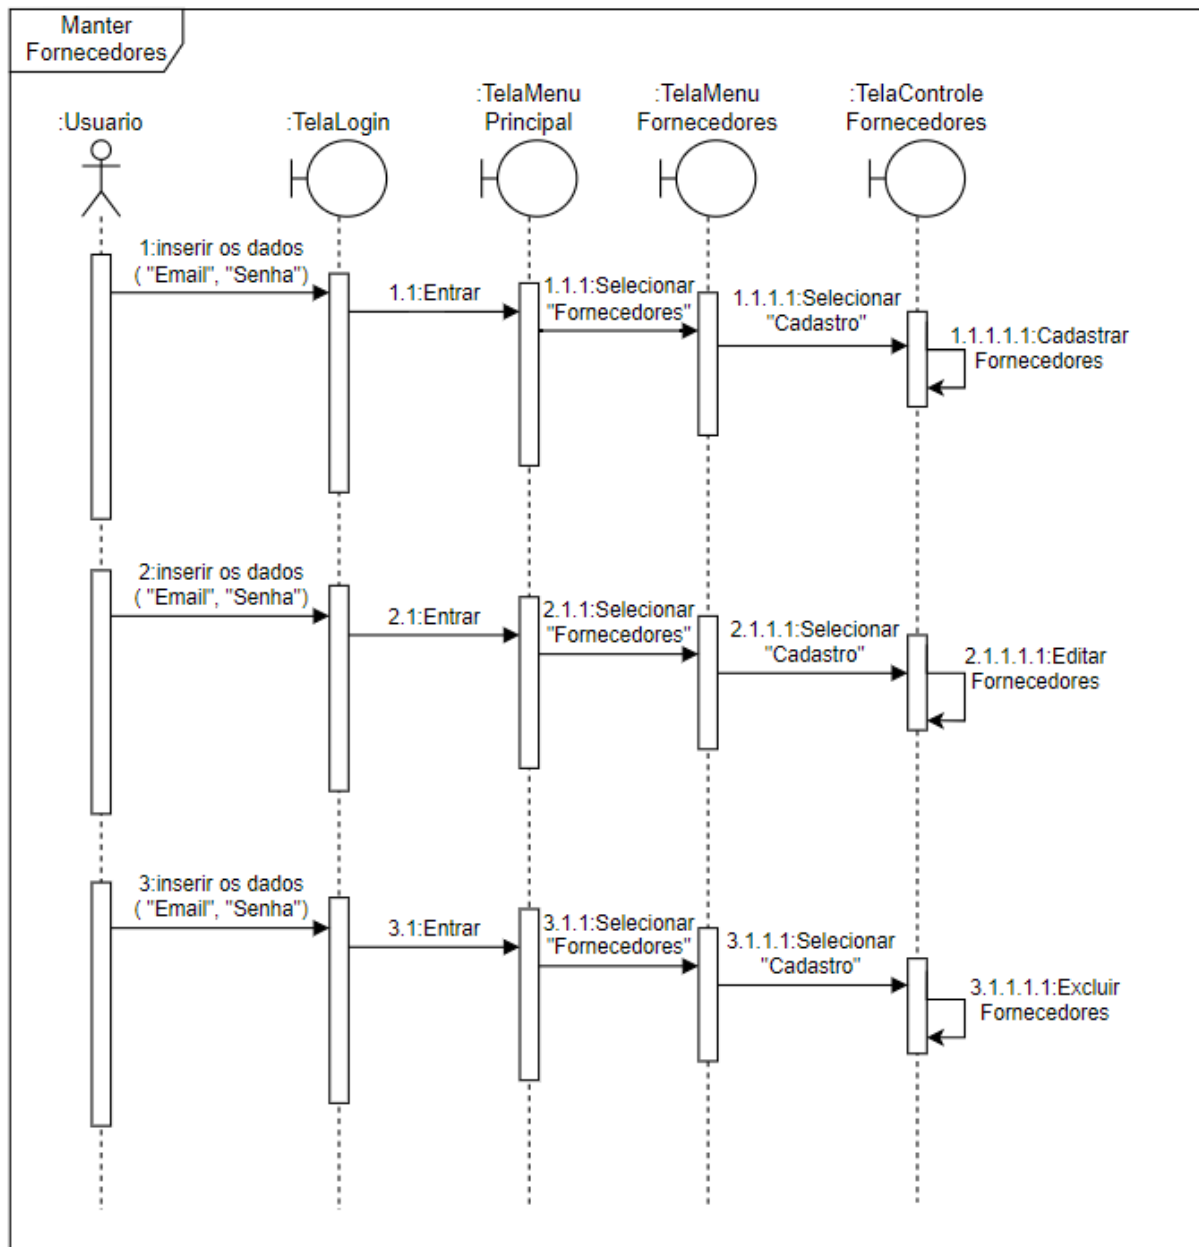 Manter
Fornecedores
:Usuario
:TelaLogin
:TelaMenu
Principal
:TelaMenu
Fornecedores
:TelaControle
Fornecedores
1:inserir os dados
( "Email", "Senha")
1.1:Entrar
1.1.1:Selecionar
"Fornecedores"
1.1.1.1:Selecionar
"Cadastro"
1.1.1.1.1:Cadastrar
Fornecedores
2:inserir os dados
( "Email", "Senha")
2.1:Entrar
2.1.1:Selecionar
"Fornecedores"
2.1.1.1:Selecionar
"Cadastro"
2.1.1.1.1:Editar
Fornecedores
3:inserir os dados
( "Email", "Senha")
3.1:Entrar
3.1.1:Selecionar
"Fornecedores"
3.1.1.1:Selecionar
"Cadastro"
3.1.1.1.1:Excluir
Fornecedores